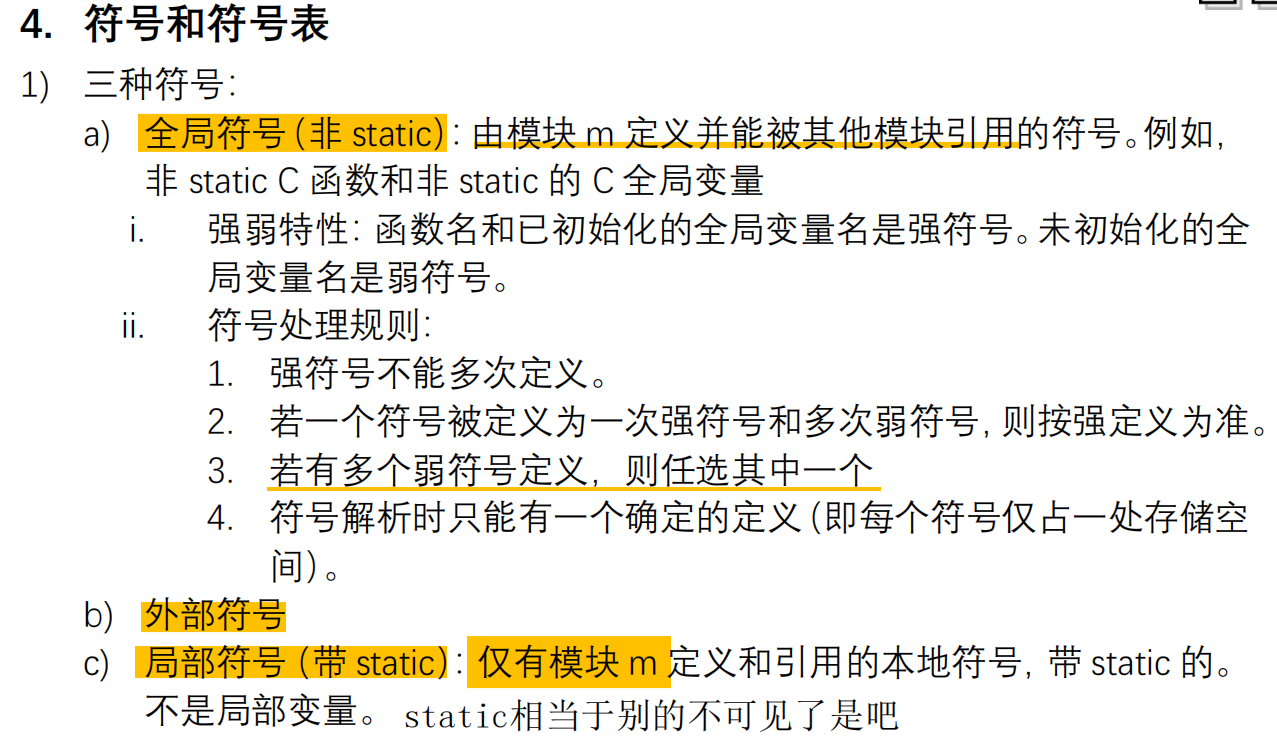 4. 符号和符号表
1) 三种符号：
a) 全局符号（非 static）：由模块 m 定义并能被其他模块引用的符号。例如，
非 static C 函数和非 static 的 C 全局变量
i. 强弱特性：函数名和已初始化的全局变量名是强符号。未初始化的全
局变量名是弱符号。
ii. 符号处理规则：
1. 强符号不能多次定义。
2. 若一个符号被定义为一次强符号和多次弱符号，则按强定义为准。
3. 若有多个弱符号定义，则任选其中一个
4. 符号解析时只能有一个确定的定义（即每个符号仅占一处存储空
间）。
b) 外部符号
c) 局部符号（带 static）：仅有模块 m 定义和引用的本地符号，带 static 的。
不是局部变量。 static相当于别的不可见了是吧